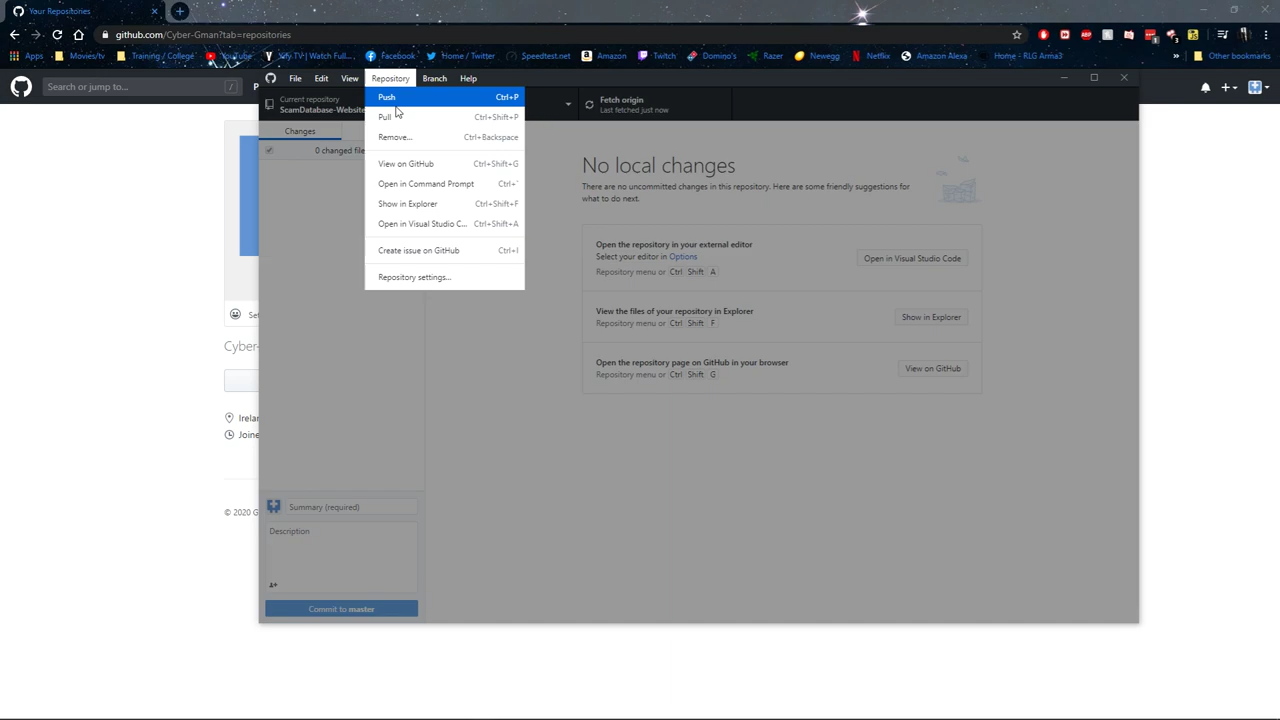 Your Repositories
github.com/Cyber-Gman?tab=repositories
Apps Movies/tv Training / College YouTube Yify TV | Watch Full... Facebook Home / Twitter Speedtest.net Amazon Twitch Domino's Razer Newegg Netflix Amazon Alexa Home - RLG Arma3 » Other bookmarks
Search or jump to... /
File Edit View Repository Branch Help
Current repository
ScamDatabase-Website
Fetch origin
Last fetched just now
Push Ctrl+P
Pull Ctrl+Shift+P
Remove... Ctrl+Backspace
View on GitHub Ctrl+Shift+G
Open in Command Prompt Ctrl+`
Show in Explorer Ctrl+Shift+F
Open in Visual Studio C... Ctrl+Shift+A
Create issue on GitHub Ctrl+I
Repository settings...
Changes
0 changed file
No local changes
There are no uncommitted changes in this repository. Here are some friendly suggestions for
what to do next.
Open the repository in your external editor
Select your editor in Options
Repository menu or Ctrl Shift A
Open in Visual Studio Code
View the files of your repository in Explorer
Repository menu or Ctrl Shift F
Show in Explorer
Open the repository page on GitHub in your browser
Repository menu or Ctrl Shift G
View on GitHub
Set
Cyber-
Irelan
Joine
© 2020 G
Summary (required)
Description
Commit to master